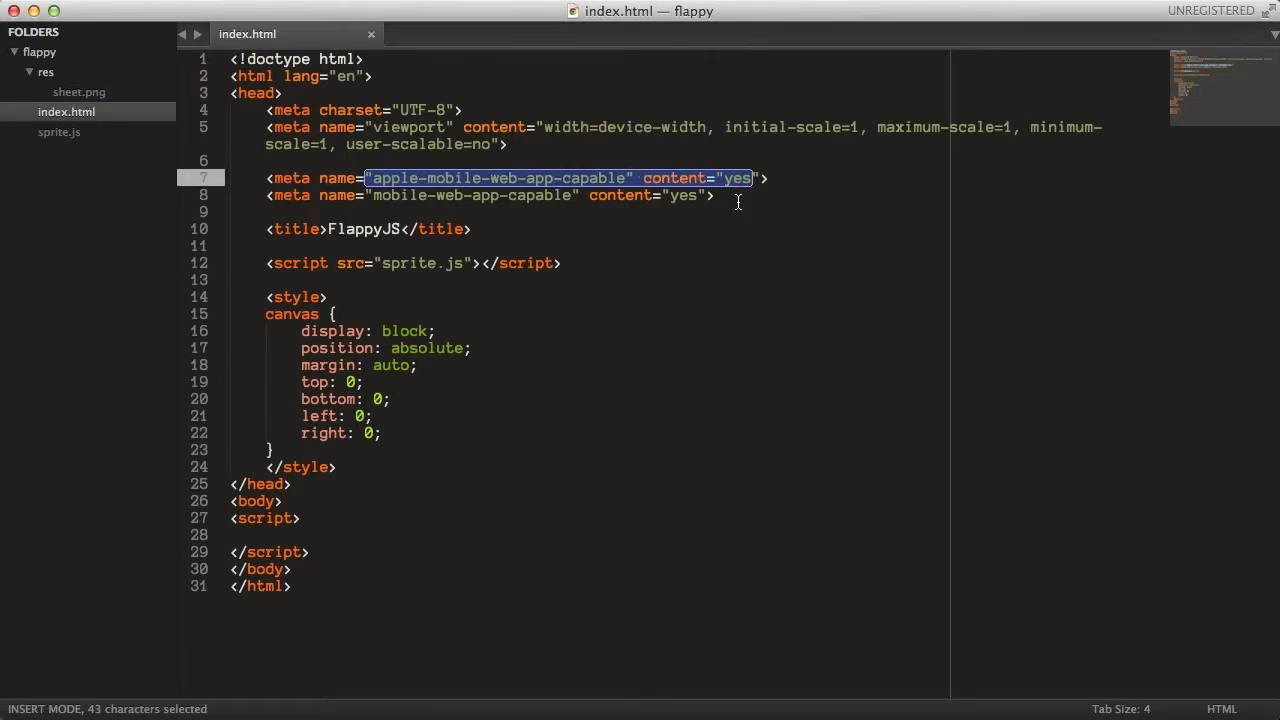 index.html — flappy
UNREGISTERED
FOLDERS
flappy
res
sheet.png
index.html
sprite.js
index.html
1 <!doctype html>
2 <html lang="en">
3 <head>
4     <meta charset="UTF-8">
5     <meta name="viewport" content="width=device-width, initial-scale=1, maximum-scale=1, minimum-
scale=1, user-scalable=no">
6
7     <meta name="apple-mobile-web-app-capable" content="yes">
8     <meta name="mobile-web-app-capable" content="yes">
9
10     <title>FlappyJS</title>
11
12     <script src="sprite.js"></script>
13
14     <style>
15     canvas {
16         display: block;
17         position: absolute;
18         margin: auto;
19         top: 0;
20         bottom: 0;
21         left: 0;
22         right: 0;
23     }
24     </style>
25 </head>
26 <body>
27 <script>
28
29 </script>
30 </body>
31 </html>
INSERT MODE, 43 characters selected
Tab Size: 4
HTML